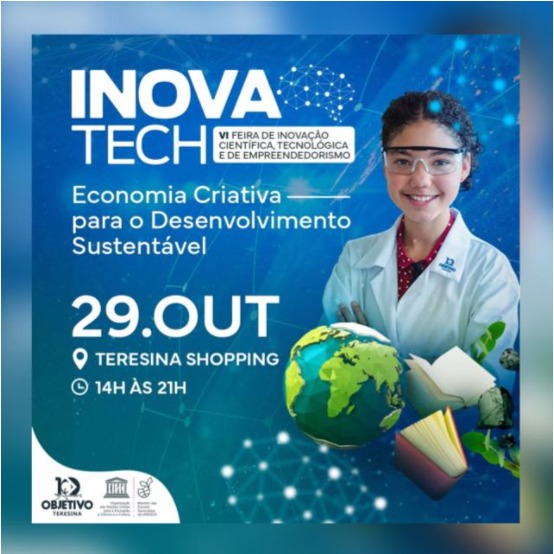 INOVA
TECH
VI FEIRA DE INOVAÇÃO
CIENTÍFICA, TECNOLÓGICA
E DE EMPREENDEDORISMO
Economia Criativa
para o Desenvolvimento
Sustentável
29.OUT
TERESINA SHOPPING
14H ÀS 21H
OBJETIVO
TERESINA